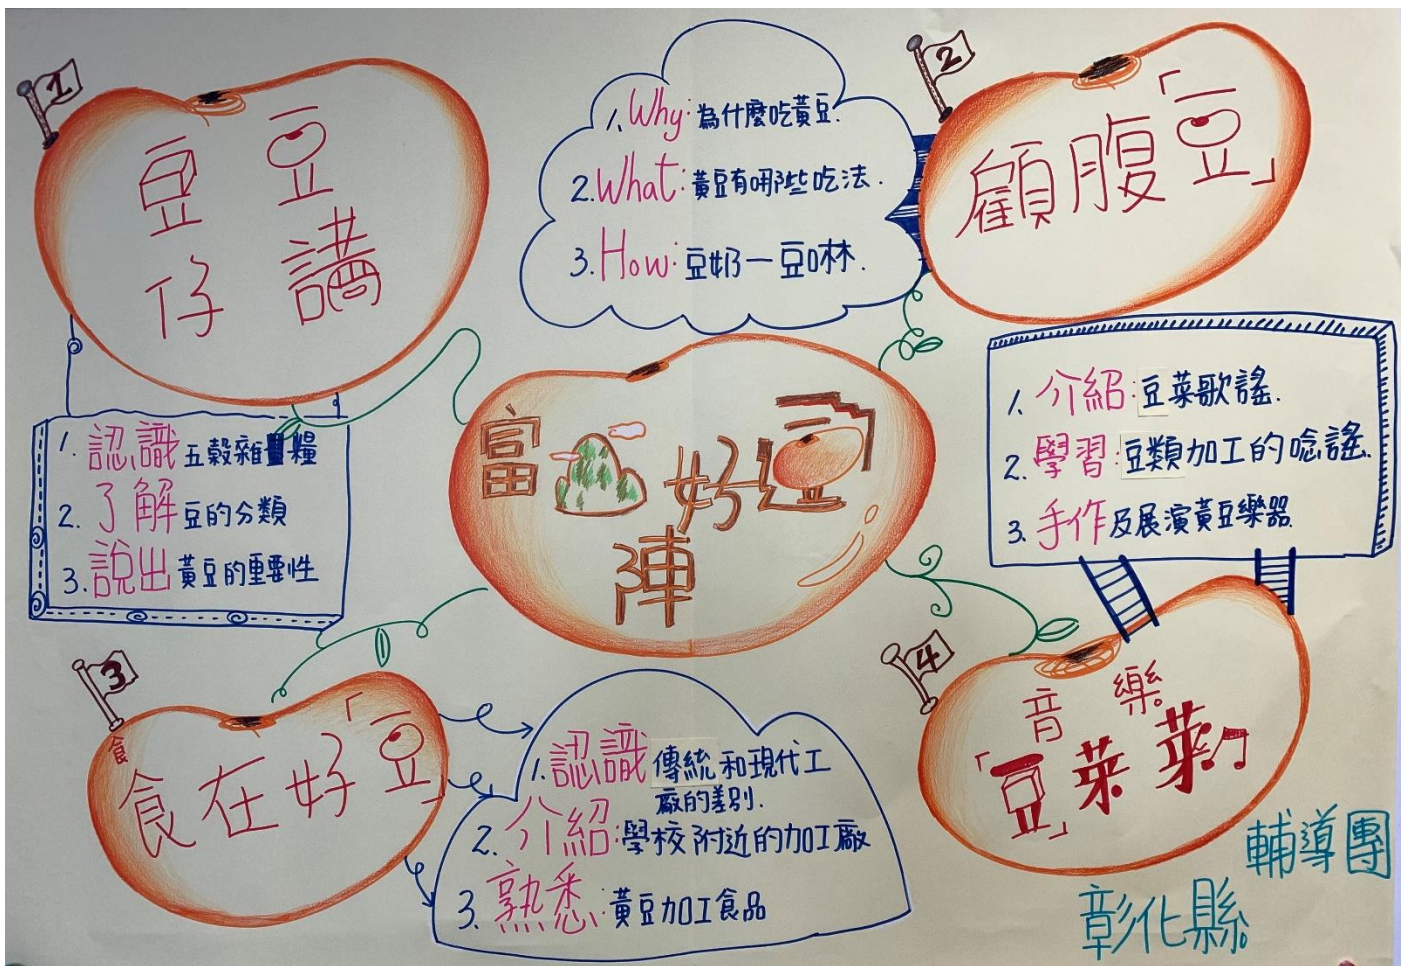 1
豆豆
仔講
1. 認識五穀雜糧
2. 了解豆的分類
3. 說出黃豆的重要性
2
顧腹「豆」
1. Why:為什麼吃黃豆.
2. What:黃豆有哪些吃法.
3. How:豆奶一豆啉.
富 好逗
陣
3
食
食在好「豆」
1. 認識傳統和現代工
廠的差別.
2. 介紹:學校附近的加工廠
3. 熟悉:黃豆加工食品
4
音樂
「豆」菜菜
1. 介紹:豆菜歌謠.
2. 學習:豆類加工的唸謠.
3. 手作及展演黃豆樂器
彰化縣
輔導團